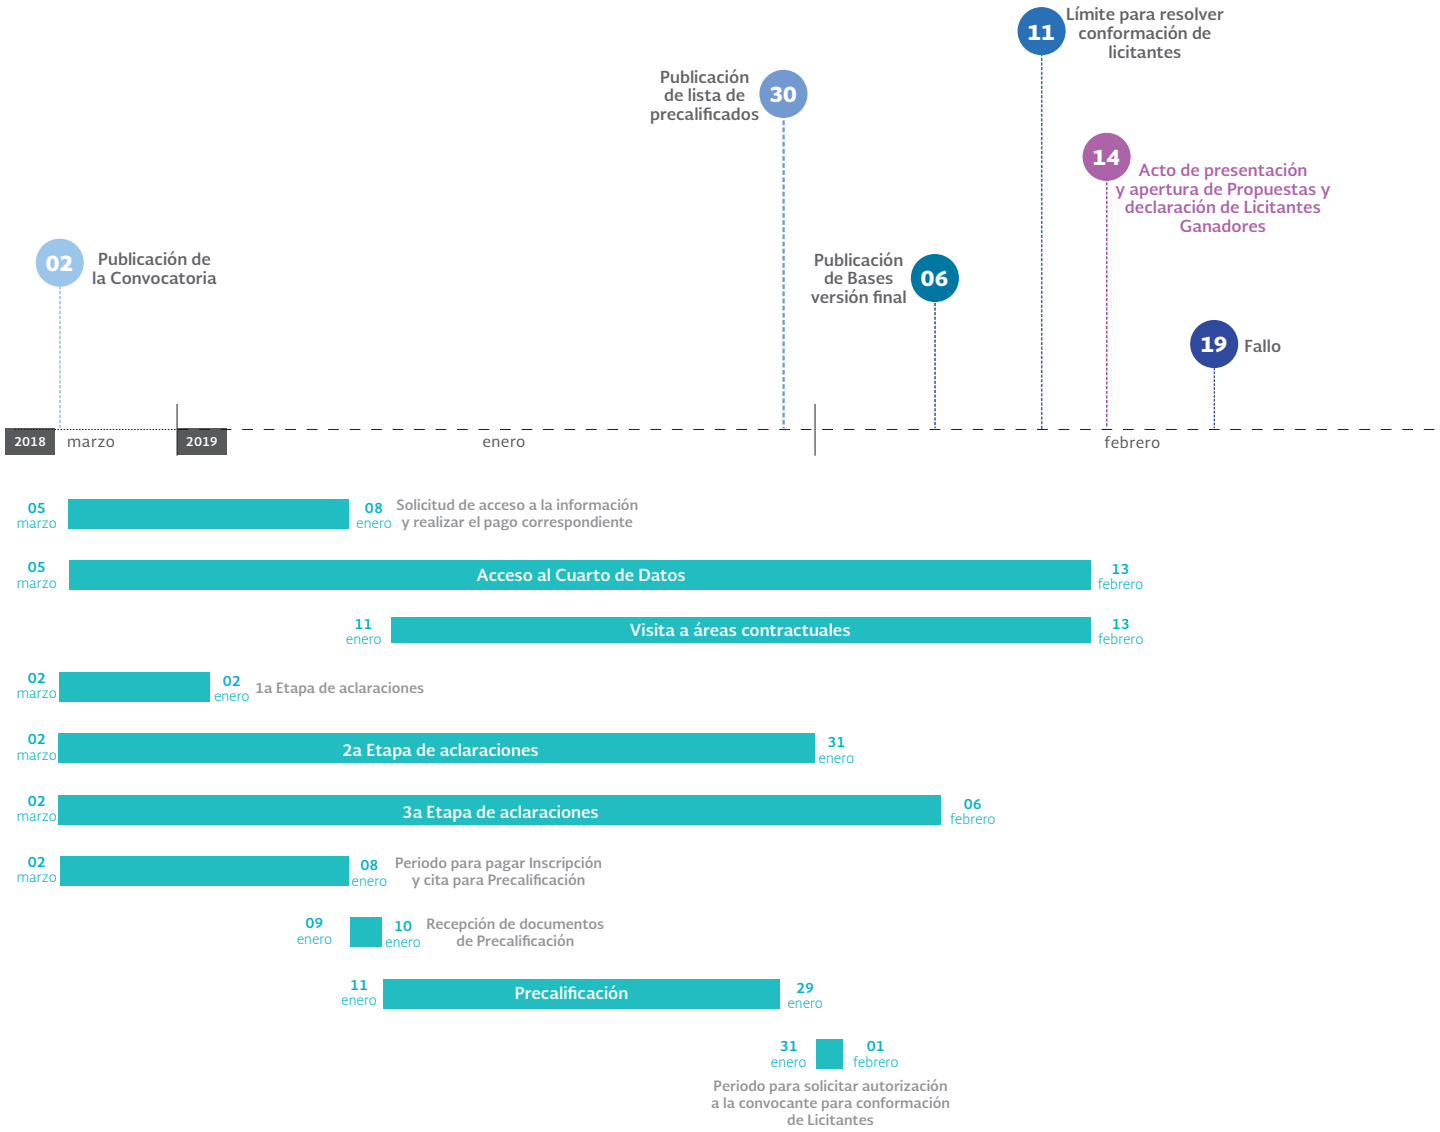 11
Límite para resolver
conformación de
licitantes
Publicación
de lista de
precalificados
30
14
Acto de presentación
y apertura de Propuestas y
declaración de Licitantes
Ganadores
02
Publicación de
la Convocatoria
Publicación
de Bases
versión final
06
19
Fallo
2018
marzo
2019
enero
febrero
05
marzo
08
enero
Solicitud de acceso a la información
y realizar el pago correspondiente
05
marzo
Acceso al Cuarto de Datos
13
febrero
11
enero
Visita a áreas contractuales
13
febrero
02
marzo
02
enero
1a Etapa de aclaraciones
02
marzo
2a Etapa de aclaraciones
31
enero
02
marzo
3a Etapa de aclaraciones
06
febrero
02
marzo
08
enero
Periodo para pagar Inscripción
y cita para Precalificación
09
enero
10
enero
Recepción de documentos
de Precalificación
11
enero
Precalificación
29
enero
31
enero
01
febrero
Periodo para solicitar autorización
a la convocante para conformación
de Licitantes